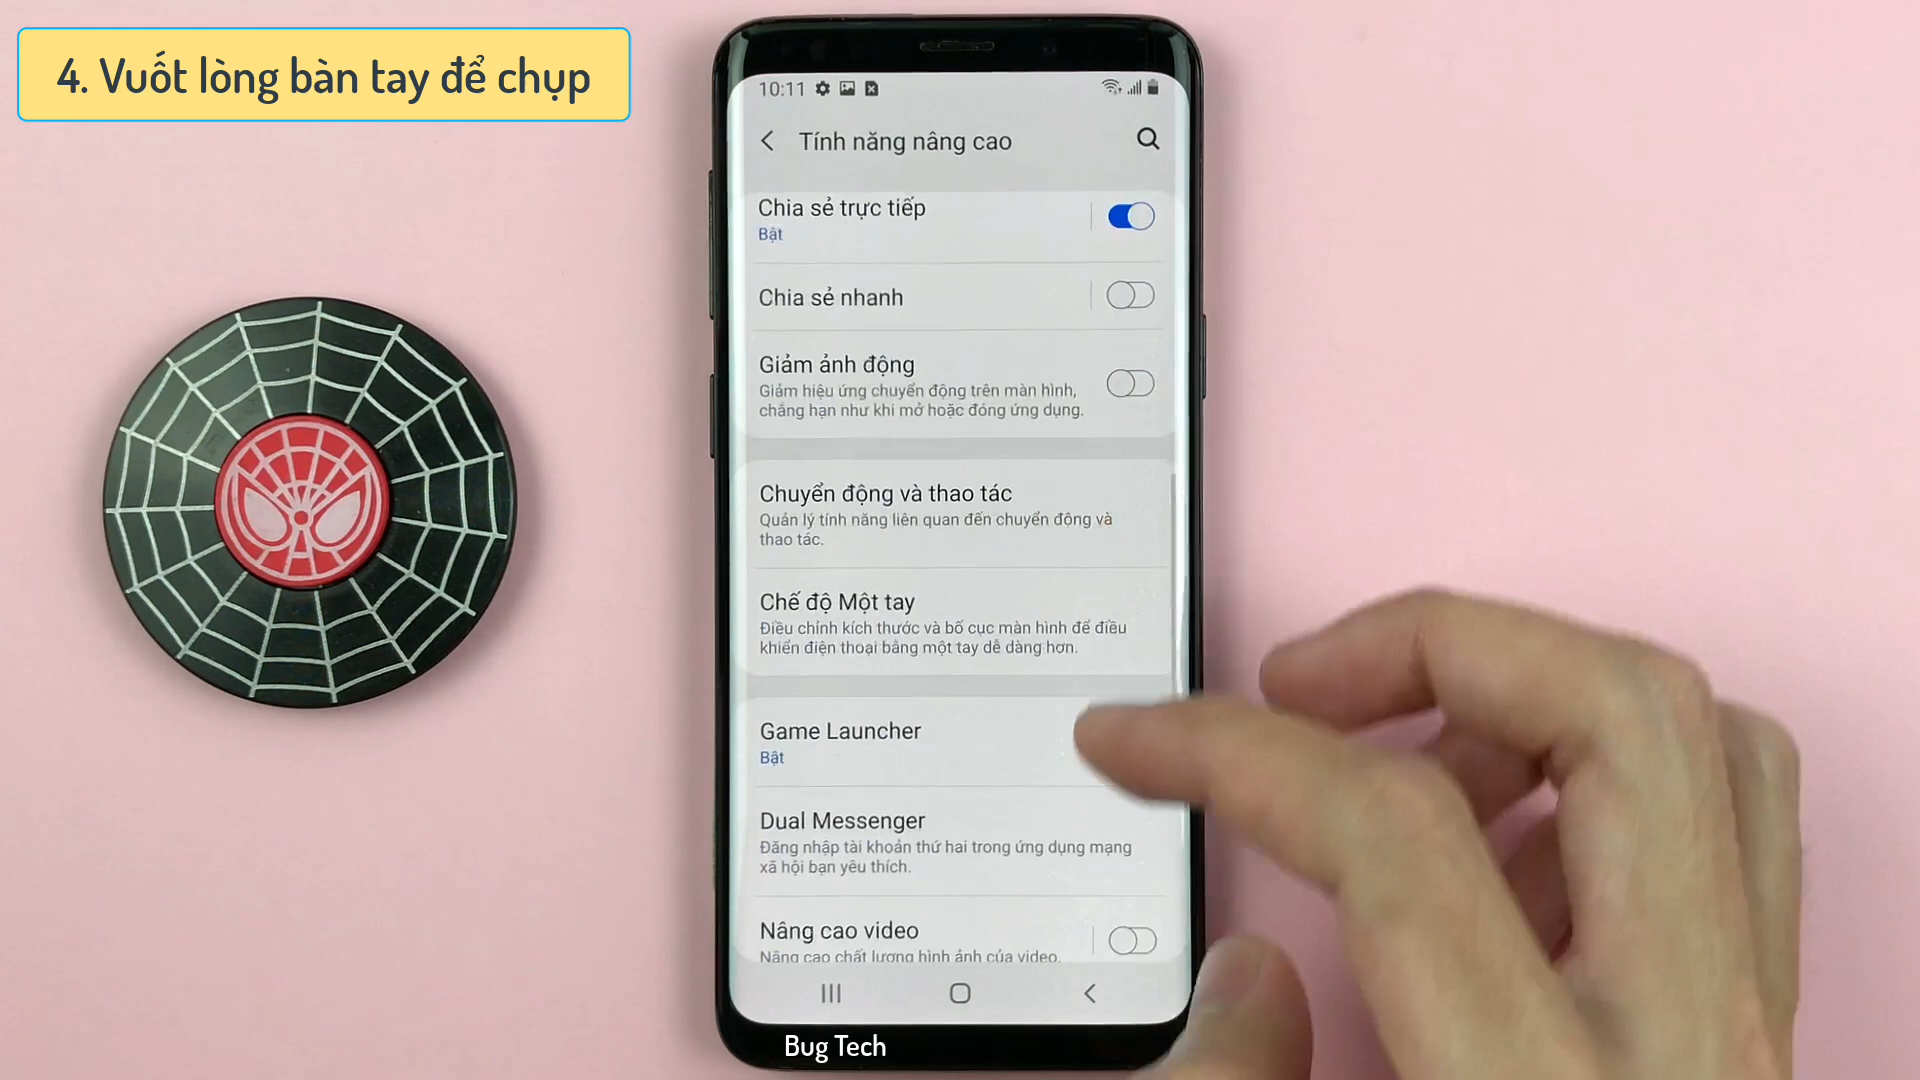 4. Vuốt lòng bàn tay để chụp
10:11
Tính năng nâng cao
Chia sẻ trực tiếp
Bật
Chia sẻ nhanh
Giảm ảnh động
Giảm hiệu ứng chuyển động trên màn hình,
chẳng hạn như khi mở hoặc đóng ứng dụng.
Chuyển động và thao tác
Quản lý tính năng liên quan đến chuyển động và
thao tác.
Chế độ Một tay
Điều chỉnh kích thước và bố cục màn hình để điều
khiển điện thoại bằng một tay dễ dàng hơn.
Game Launcher
Bật
Dual Messenger
Đăng nhập tài khoản thứ hai trong ứng dụng mạng
xã hội bạn yêu thích.
Nâng cao video
Nâng cao chất lượng hình ảnh của video.
Bug Tech